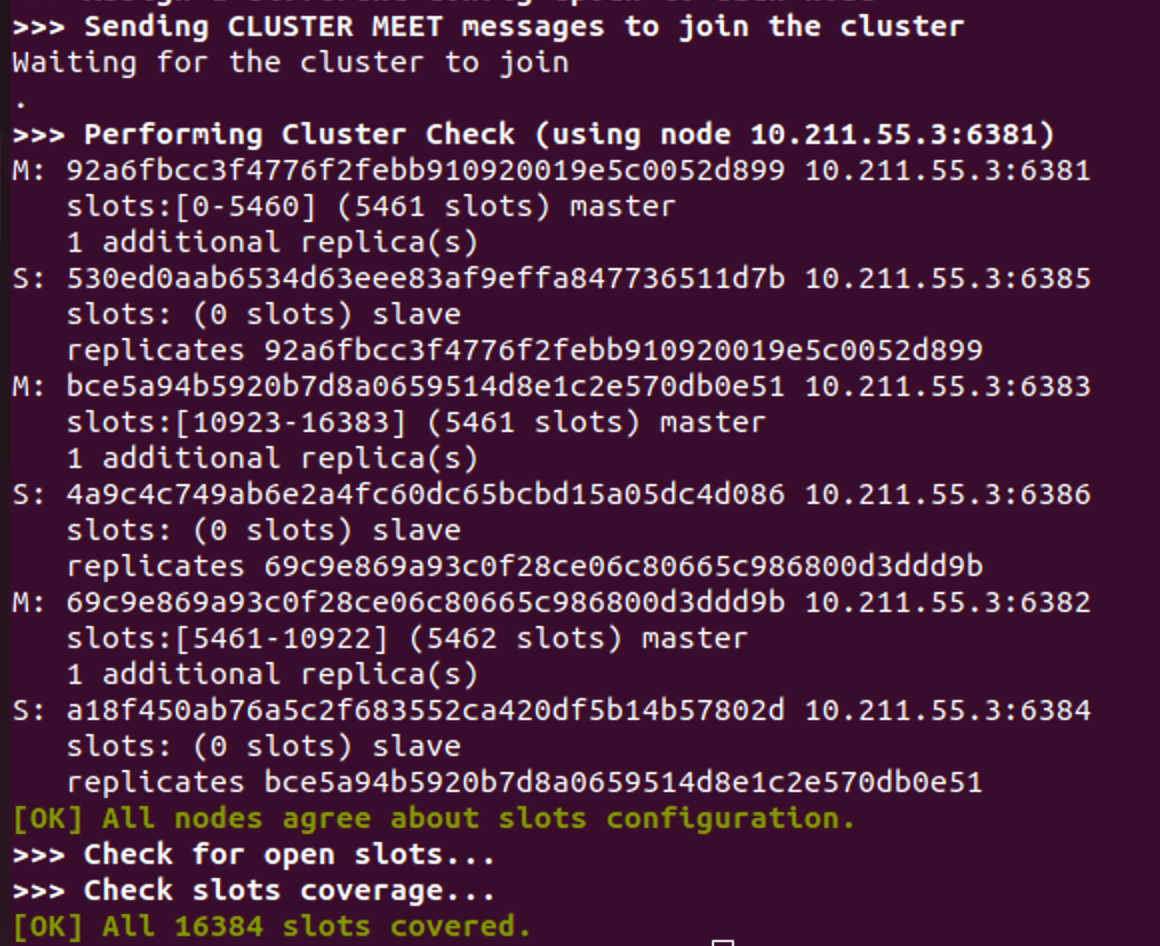 >>> Sending CLUSTER MEET messages to join the cluster
Waiting for the cluster to join
.
>>> Performing Cluster Check (using node 10.211.55.3:6381)
M: 92a6fbcc3f4776f2febb910920019e5c0052d899 10.211.55.3:6381
   slots:[0-5460] (5461 slots) master
   1 additional replica(s)
S: 530ed0aab6534d63eee83af9effa847736511d7b 10.211.55.3:6385
   slots: (0 slots) slave
   replicates 92a6fbcc3f4776f2febb910920019e5c0052d899
M: bce5a94b5920b7d8a0659514d8e1c2e570db0e51 10.211.55.3:6383
   slots:[10923-16383] (5461 slots) master
   1 additional replica(s)
S: 4a9c4c749ab6e2a4fc60dc65bcbd15a05dc4d086 10.211.55.3:6386
   slots: (0 slots) slave
   replicates 69c9e869a93c0f28ce06c80665c986800d3ddd9b
M: 69c9e869a93c0f28ce06c80665c986800d3ddd9b 10.211.55.3:6382
   slots:[5461-10922] (5462 slots) master
   1 additional replica(s)
S: a18f450ab76a5c2f683552ca420df5b14b57802d 10.211.55.3:6384
   slots: (0 slots) slave
   replicates bce5a94b5920b7d8a0659514d8e1c2e570db0e51
[OK] All nodes agree about slots configuration.
>>> Check for open slots...
>>> Check slots coverage...
[OK] All 16384 slots covered.